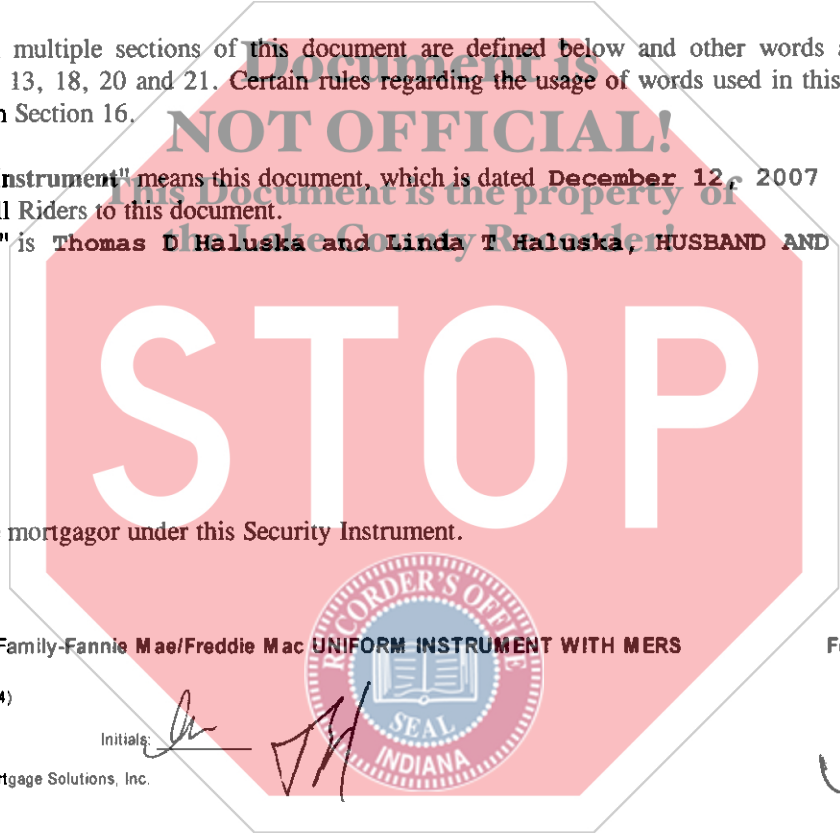 multiple sections of this document are defined below and other words
13, 18, 20 and 21. Certain rules regarding the usage of words used in this
Section 16.
Document is
NOT OFFICIAL!
This Document is the property of
the Lake County Recorder!
nstrument" means this document, which is dated December 12, 2007
ll Riders to this document.
" is Thomas D Haluska and Linda T Haluska, HUSBAND AND
STOP
mortgagor under this Security Instrument.
RECORDER'S OFFICE
SEAL
INDIANA
Family-Fannie Mae/Freddie Mac UNIFORM INSTRUMENT WITH MERS
4)
Initials:
rtgage Solutions, Inc.